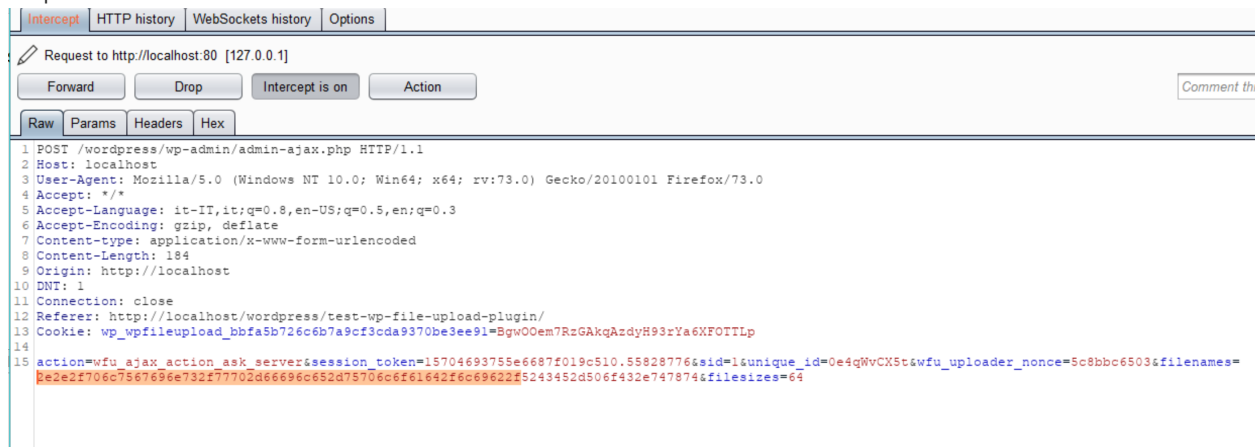 Intercept HTTP history WebSockets history Options
Request to http://localhost:80 [127.0.0.1]
Forward Drop Intercept is on Action Comment thi
Raw Params Headers Hex
1 POST /wordpress/wp-admin/admin-ajax.php HTTP/1.1
2 Host: localhost
3 User-Agent: Mozilla/5.0 (Windows NT 10.0; Win64; x64; rv:73.0) Gecko/20100101 Firefox/73.0
4 Accept: */*
5 Accept-Language: it-IT,it;q=0.8,en-US;q=0.5,en;q=0.3
6 Accept-Encoding: gzip, deflate
7 Content-type: application/x-www-form-urlencoded
8 Content-Length: 184
9 Origin: http://localhost
10 DNT: 1
11 Connection: close
12 Referer: http://localhost/wordpress/test-wp-file-upload-plugin/
13 Cookie: wp_wpfileupload_bbfa5b726c6b7a9cf3cda9370be3ee91=BgwOOem7RzGAkqAzdyH93rYa6XFOTTLp
14
15 action=wfu_ajax_action_ask_server&session_token=15704693755e6687f019c510.55828776&sid=1&unique_id=0e4qWvCX5t&wfu_uploader_nonce=5c8bbc6503&filenames=
2e2e2f706c7567696e732f77702d66696c652d75706c6f61642f6c69622f5243452d506f432e747874&filesizes=64